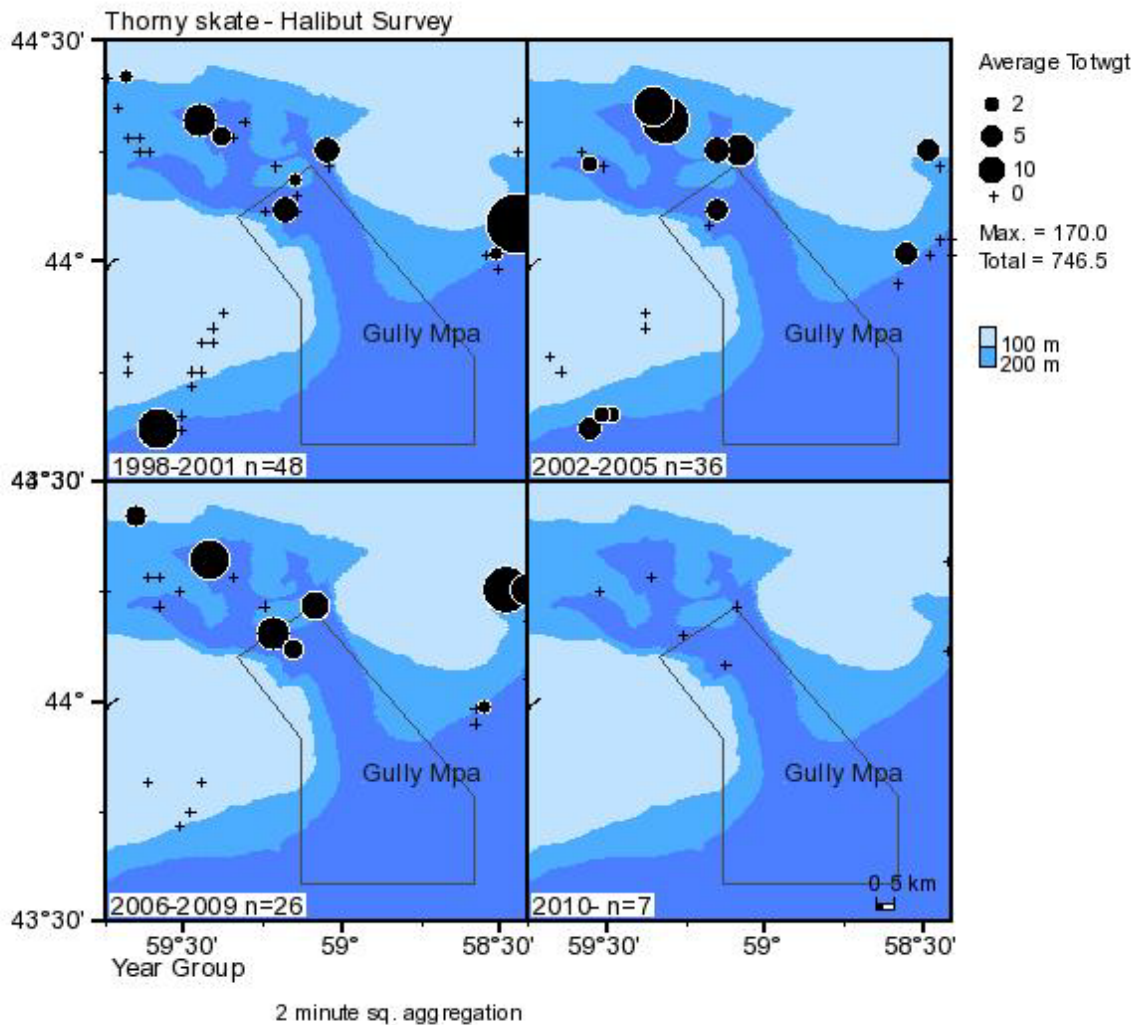 Thorny skate - Halibut Survey
44°30'
Average Totwgt
2
5
10
+ 0
Max. = 170.0
Total = 746.5
44°
100 m
200 m
Gully Mpa
Gully Mpa
1998-2001 n=48
2002-2005 n=36
43°30'
44°
Gully Mpa
Gully Mpa
0 5 km
2006-2009 n=26
2010- n=7
43°30'
59°30'
59°
58°30'
59°30'
59°
58°30'
Year Group
2 minute sq. aggregation